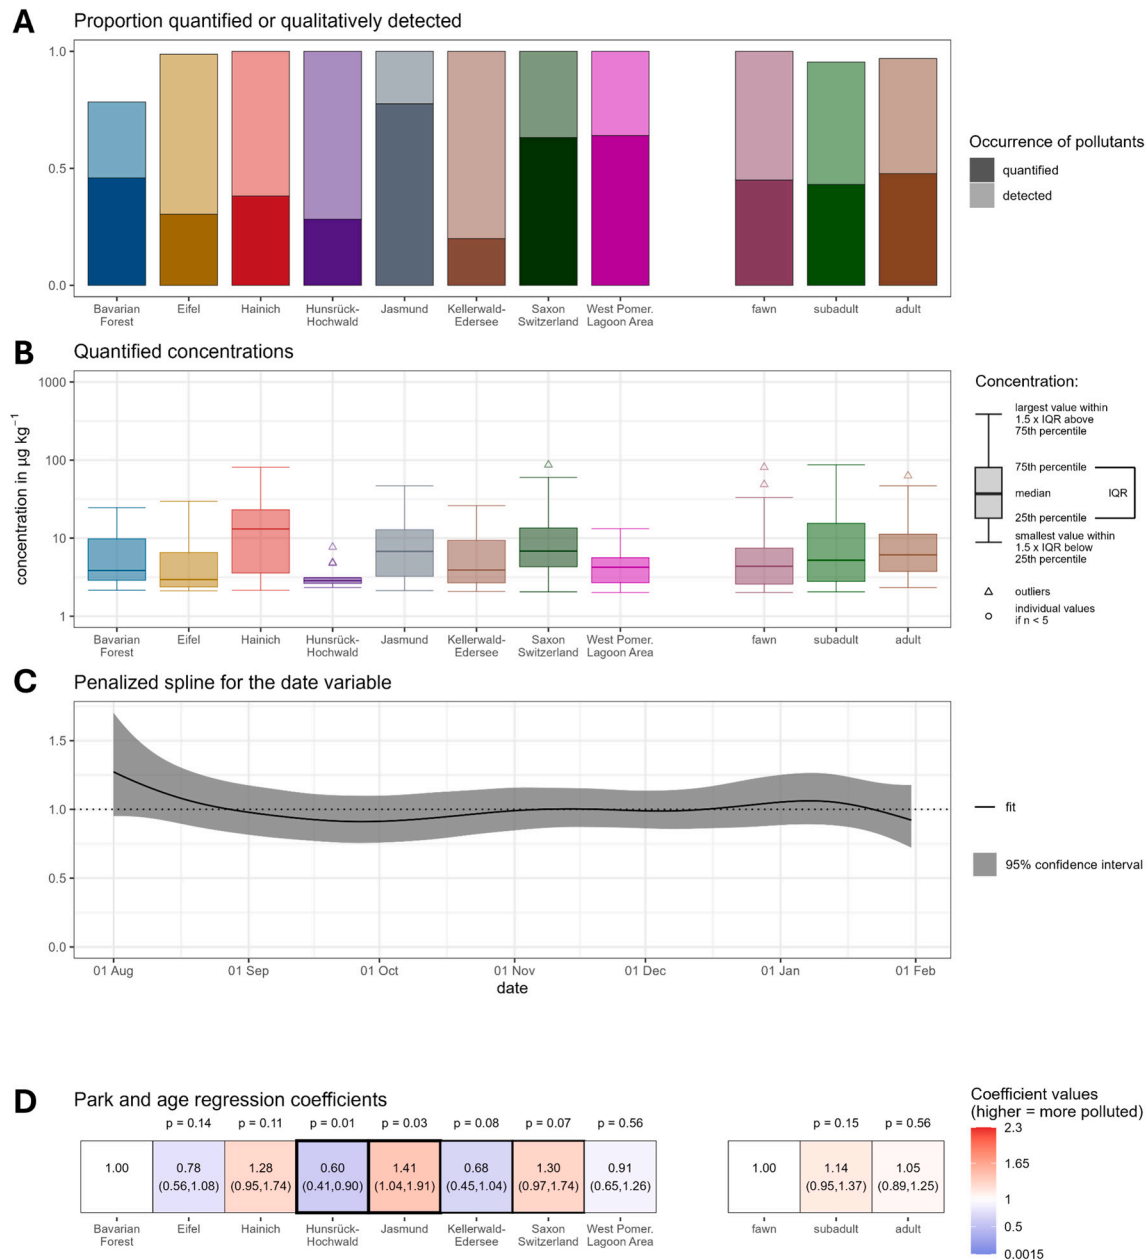 A
Proportion quantified or qualitatively detected
1.0
0.5
0.0
Bavarian
Forest
Eifel
Hainich
Hunsrück-
Hochwald
Jasmund
Kellerwald-
Edersee
Saxon
Switzerland
West Pomer.
Lagoon Area
fawn
subadult
adult
Occurrence of pollutants
quantified
detected
B
Quantified concentrations
concentration in µg kg⁻¹
1000
100
10
1
Bavarian
Forest
Eifel
Hainich
Hunsrück-
Hochwald
Jasmund
Kellerwald-
Edersee
Saxon
Switzerland
West Pomer.
Lagoon Area
fawn
subadult
adult
Concentration:
largest value within
1.5 x IQR above
75th percentile
75th percentile
median
IQR
25th percentile
smallest value within
1.5 x IQR below
25th percentile
outliers
individual values
if n < 5
C
Penalized spline for the date variable
1.5
1.0
0.5
0.0
01 Aug
01 Sep
01 Oct
01 Nov
01 Dec
01 Jan
01 Feb
date
fit
95% confidence interval
D
Park and age regression coefficients
p = 0.14
p = 0.11
p = 0.01
p = 0.03
p = 0.08
p = 0.07
p = 0.56
p = 0.15
p = 0.56
1.00
0.78
(0.56,1.08)
1.28
(0.95,1.74)
0.60
(0.41,0.90)
1.41
(1.04,1.91)
0.68
(0.45,1.04)
1.30
(0.97,1.74)
0.91
(0.65,1.26)
1.00
1.14
(0.95,1.37)
1.05
(0.89,1.25)
Bavarian
Forest
Eifel
Hainich
Hunsrück-
Hochwald
Jasmund
Kellerwald-
Edersee
Saxon
Switzerland
West Pomer.
Lagoon Area
fawn
subadult
adult
Coefficient values
(higher = more polluted)
2.3
1.65
1
0.5
0.0015